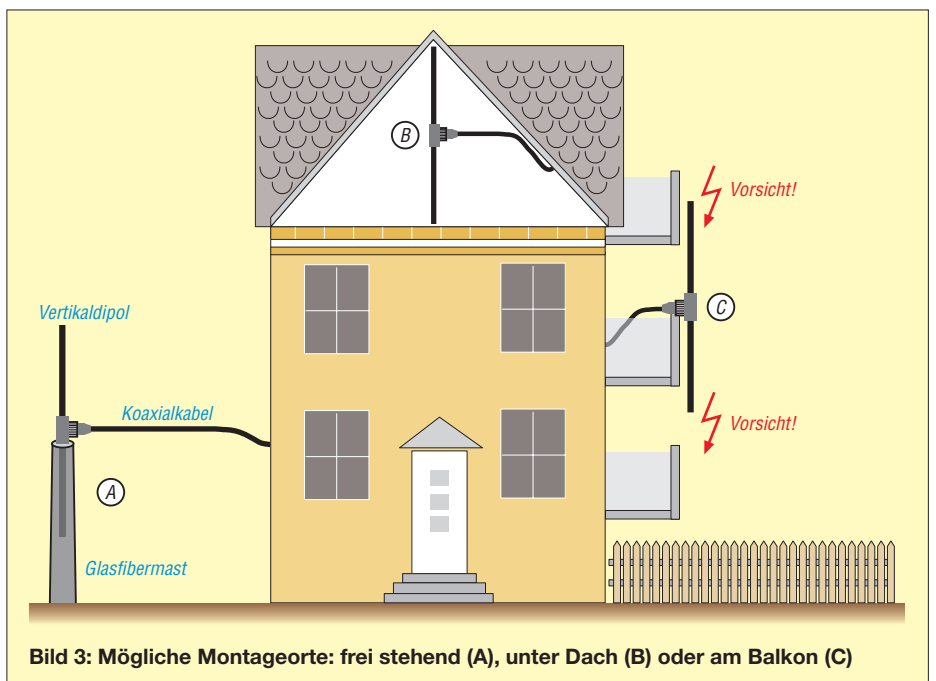 B
Vorsicht!
C
Vertikaldipol
Koaxialkabel
Vorsicht!
A
Glasfibermast
Bild 3: Mögliche Montageorte: frei stehend (A), unter Dach (B) oder am Balkon (C)